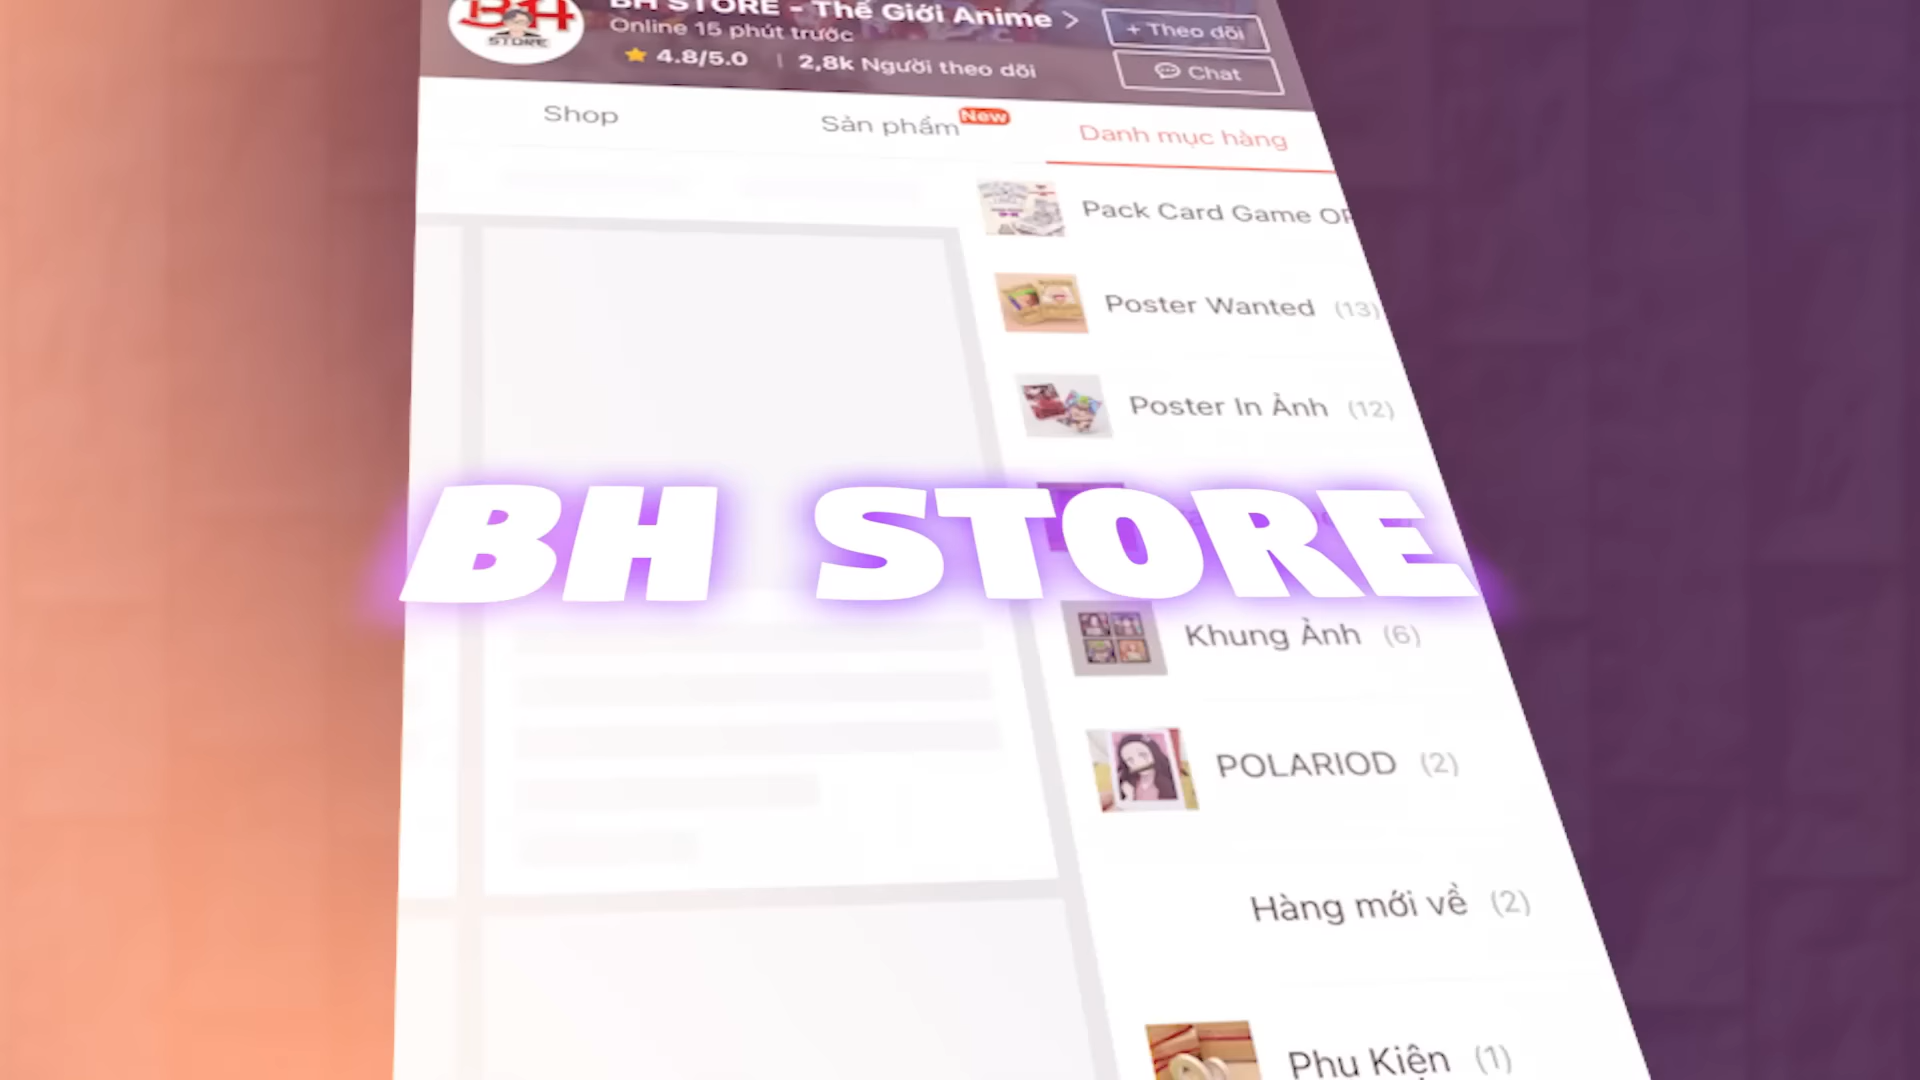 BH STORE
BH STORE - Thế Giới Anime
Online 15 phút trước
4.8/5.0 | 2,8k Người theo dõi
+ Theo dõi
Chat
Shop
Sản phẩm
New
Danh mục hàng
Pack Card Game OP
Poster Wanted (13)
Poster In Ảnh (12)
BH STORE
Khung Ảnh (6)
POLARIOD (2)
Hàng mới về (2)
Phụ Kiện (1)